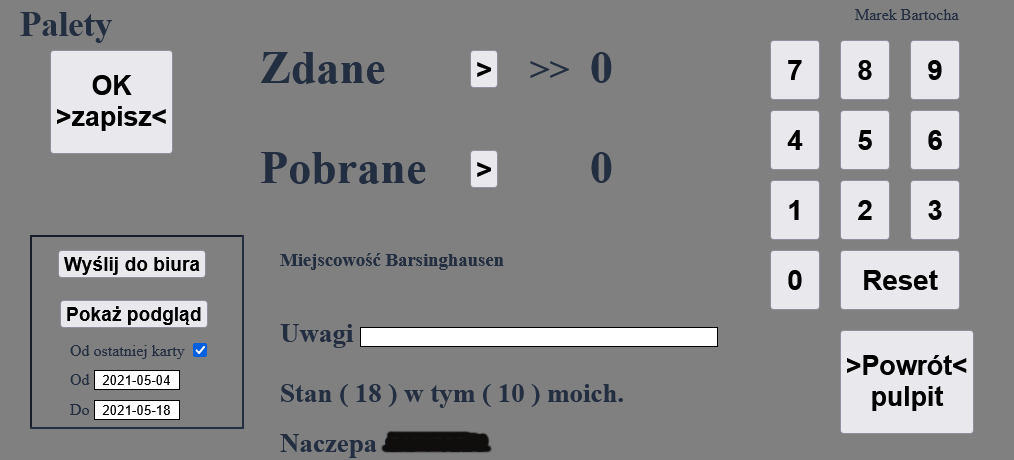 Palety
Marek Bartocha
OK
>zapisz<
Zdane > >> 0
Pobrane > 0
7 8 9
4 5 6
1 2 3
0 Reset
Wyślij do biura
Pokaż podgląd
Od ostatniej karty
Od 2021-05-04
Do 2021-05-18
Miejscowość Barsinghausen
Uwagi
Stan ( 18 ) w tym ( 10 ) moich.
Naczepa
>Powrót<
pulpit